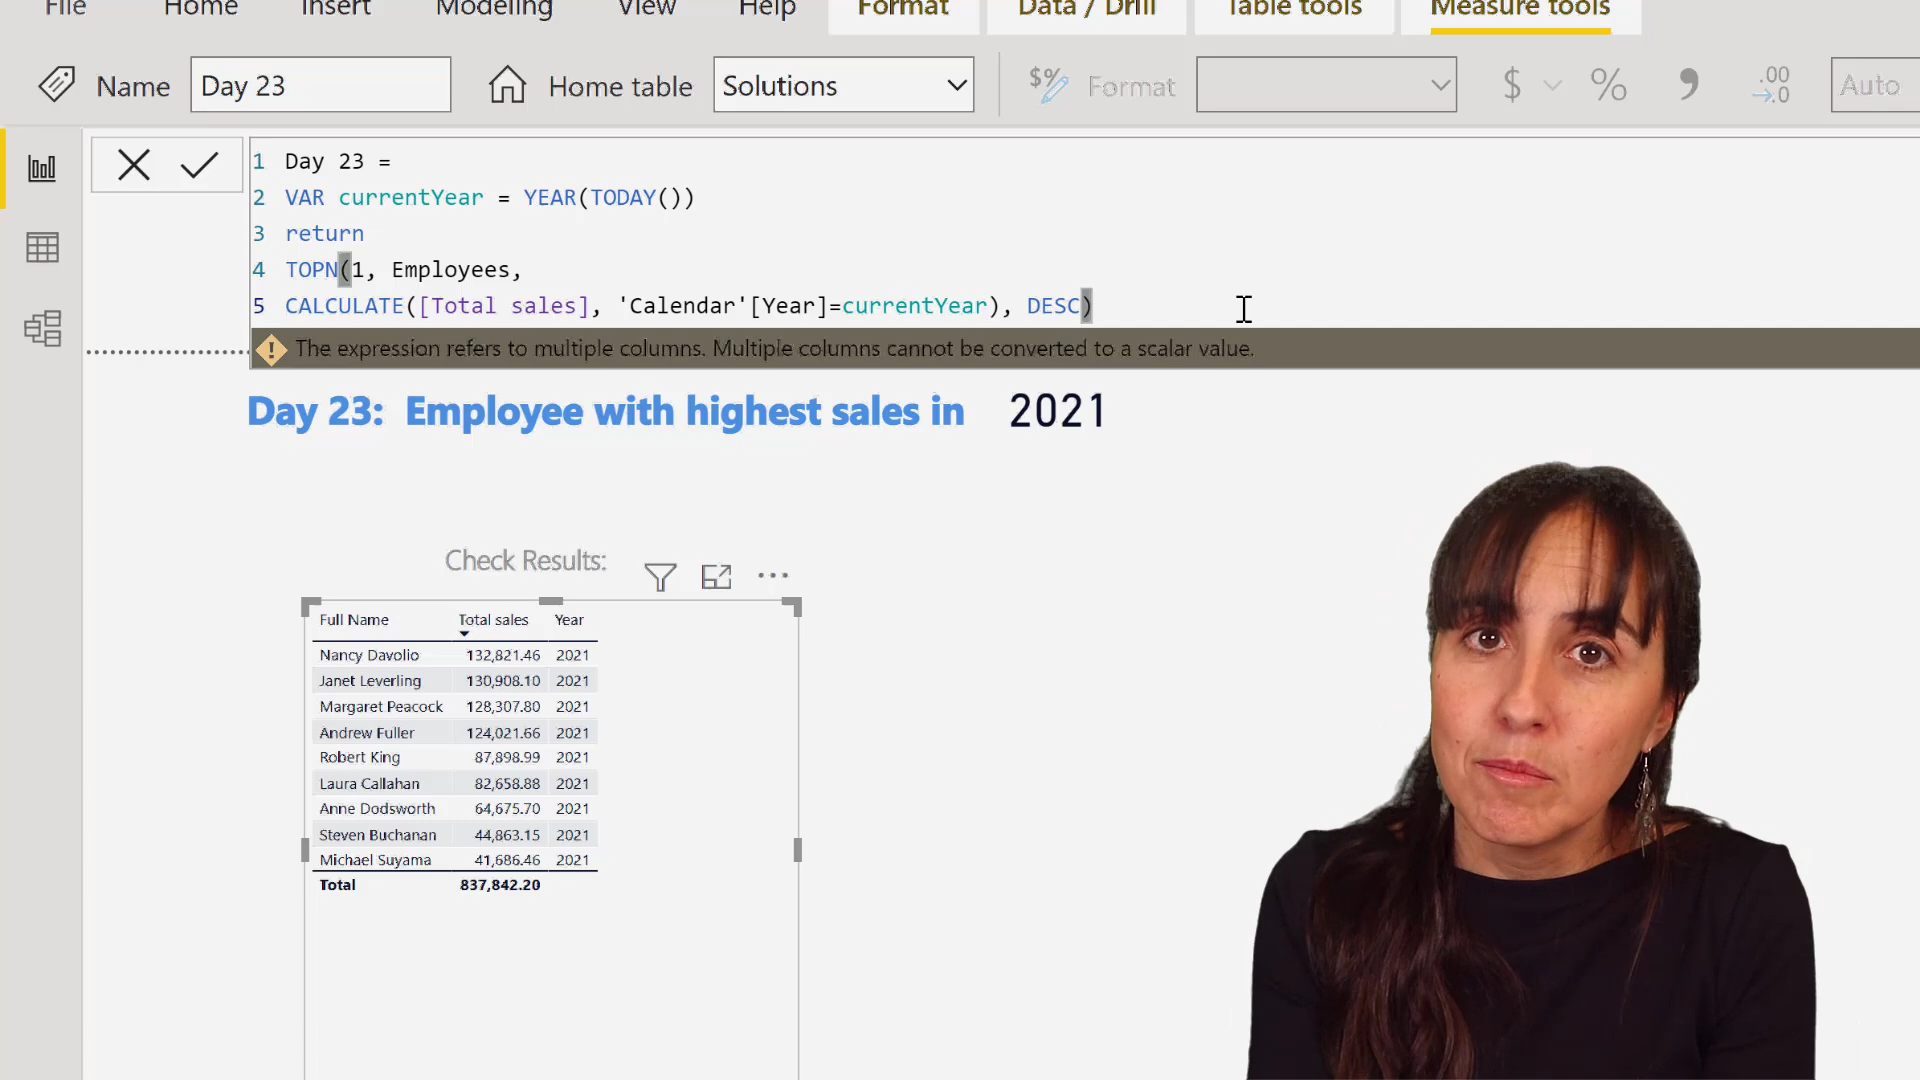 File Home Insert Modeling View Help Format Data / Drill Table tools Measure tools
Name Day 23 Home table Solutions $% Format $ % , .00 →.0 Auto
1 Day 23 =
2 VAR currentYear = YEAR(TODAY())
3 return
4 TOPN(1, Employees,
5 CALCULATE([Total sales], 'Calendar'[Year]=currentYear), DESC)
The expression refers to multiple columns. Multiple columns cannot be converted to a scalar value.
Day 23: Employee with highest sales in 2021
Check Results:
Full Name Total sales Year
Nancy Davolio 132,821.46 2021
Janet Leverling 130,908.10 2021
Margaret Peacock 128,307.80 2021
Andrew Fuller 124,021.66 2021
Robert King 87,898.99 2021
Laura Callahan 82,658.88 2021
Anne Dodsworth 64,675.70 2021
Steven Buchanan 44,863.15 2021
Michael Suyama 41,686.46 2021
Total 837,842.20